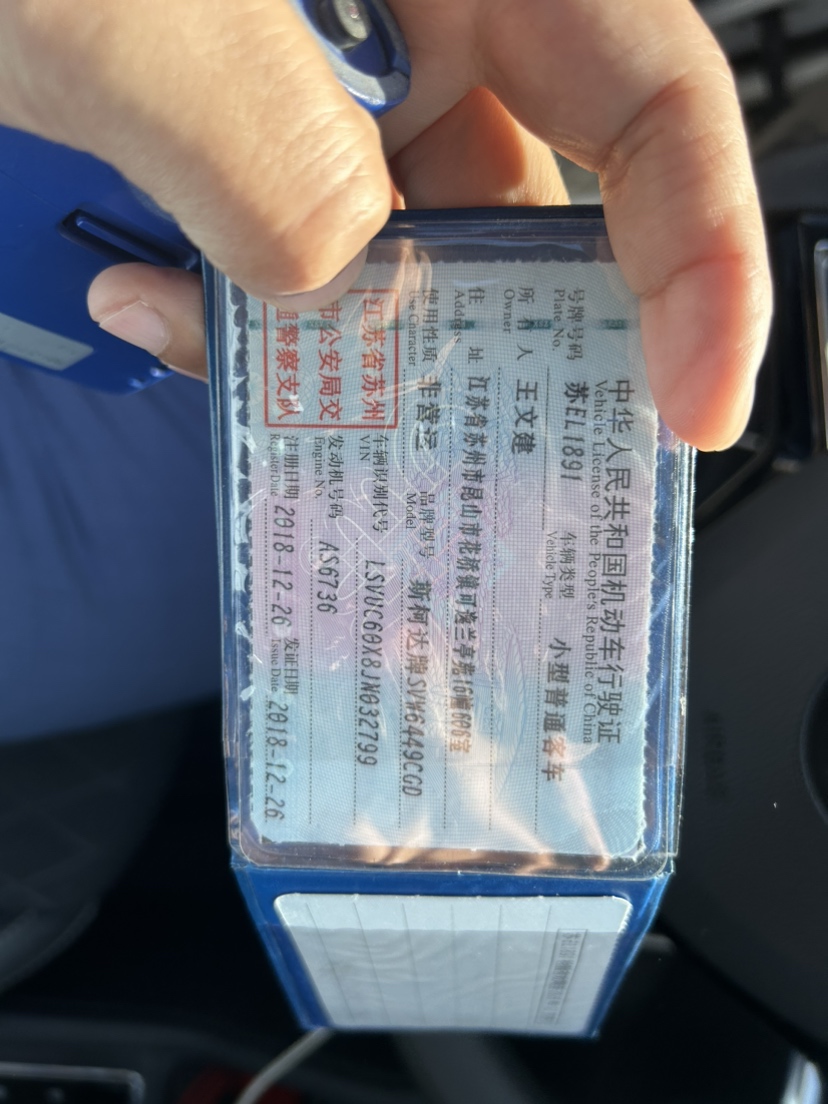 中华人民共和国机动车行驶证
Vehicle License of the People's Republic of China
号牌号码 苏EL1891 车辆类型 小型普通客车
Plate No. Vehicle Type
所有人 王文建
Owner
住址 江苏省苏州市昆山市花桥镇可逸兰亭苑16幢606室
Address
使用性质 非营运 品牌型号 斯柯达牌SVW6449CGD
Use Character Model
江苏省苏州
市公安局交
警察支队
车辆识别代号 LSVUC60X8JN032799
VIN
发动机号码 AS6736
Engine No.
注册日期 2018-12-26 发证日期 2018-12-26
Register Date Issue Date